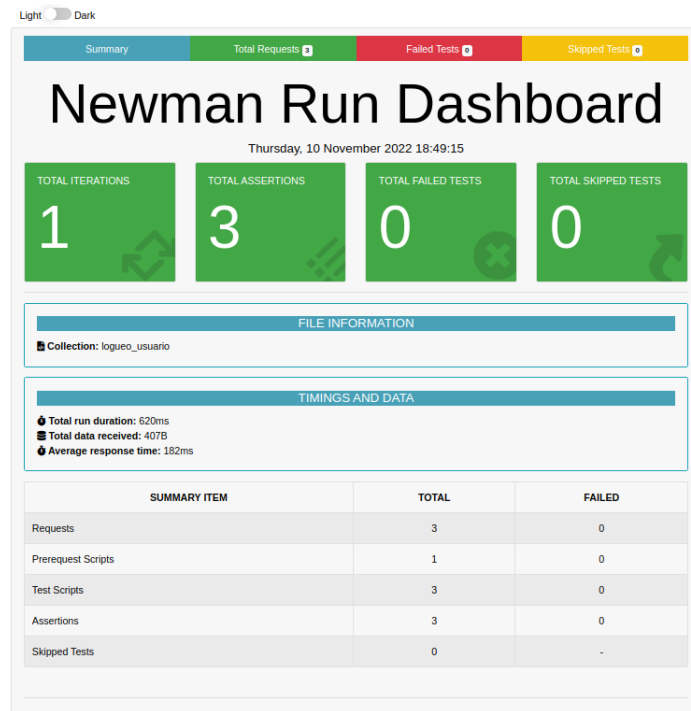 Light Dark
Summary Total Requests 3 Failed Tests 0 Skipped Tests 0
Newman Run Dashboard
Thursday, 10 November 2022 18:49:15
TOTAL ITERATIONS TOTAL ASSERTIONS TOTAL FAILED TESTS TOTAL SKIPPED TESTS
1 3 0 0
FILE INFORMATION
Collection: logueo_usuario
TIMINGS AND DATA
Total run duration: 620ms
Total data received: 407B
Average response time: 182ms
SUMMARY ITEM TOTAL FAILED
Requests 3 0
Prerequest Scripts 1 0
Test Scripts 3 0
Assertions 3 0
Skipped Tests 0 -